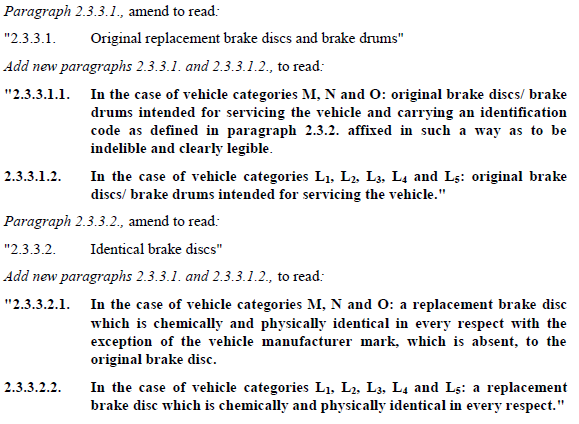 Paragraph 2.3.3.1., amend to read:
"2.3.3.1. Original replacement brake discs and brake drums"
Add new paragraphs 2.3.3.1. and 2.3.3.1.2., to read:
"2.3.3.1.1. In the case of vehicle categories M, N and O: original brake discs/ brake
drums intended for servicing the vehicle and carrying an identification
code as defined in paragraph 2.3.2. affixed in such a way as to be
indelible and clearly legible.
2.3.3.1.2. In the case of vehicle categories L₁, L₂, L₃, L₄ and L₅: original brake
discs/ brake drums intended for servicing the vehicle."
Paragraph 2.3.3.2., amend to read:
"2.3.3.2. Identical brake discs"
Add new paragraphs 2.3.3.1. and 2.3.3.1.2., to read:
"2.3.3.2.1. In the case of vehicle categories M, N and O: a replacement brake disc
which is chemically and physically identical in every respect with the
exception of the vehicle manufacturer mark, which is absent, to the
original brake disc.
2.3.3.2.2. In the case of vehicle categories L₁, L₂, L₃, L₄ and L₅: a replacement
brake disc which is chemically and physically identical in every respect."